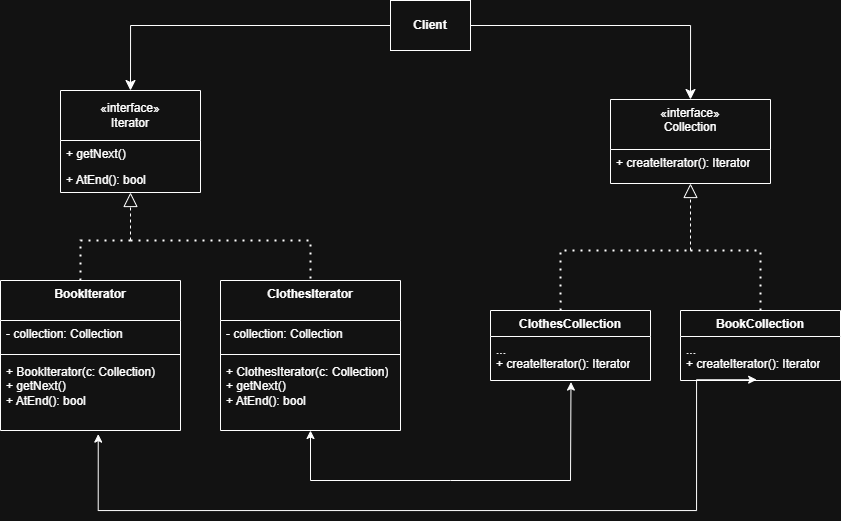 Client
«interface»
Iterator
+ getNext()
+ AtEnd(): bool
«interface»
Collection
+ createIterator(): Iterator
BookIterator
- collection: Collection
+ BookIterator(c: Collection)
+ getNext()
+ AtEnd(): bool
ClothesIterator
- collection: Collection
+ ClothesIterator(c: Collection)
+ getNext()
+ AtEnd(): bool
ClothesCollection
...
+ createIterator(): Iterator
BookCollection
...
+ createIterator(): Iterator